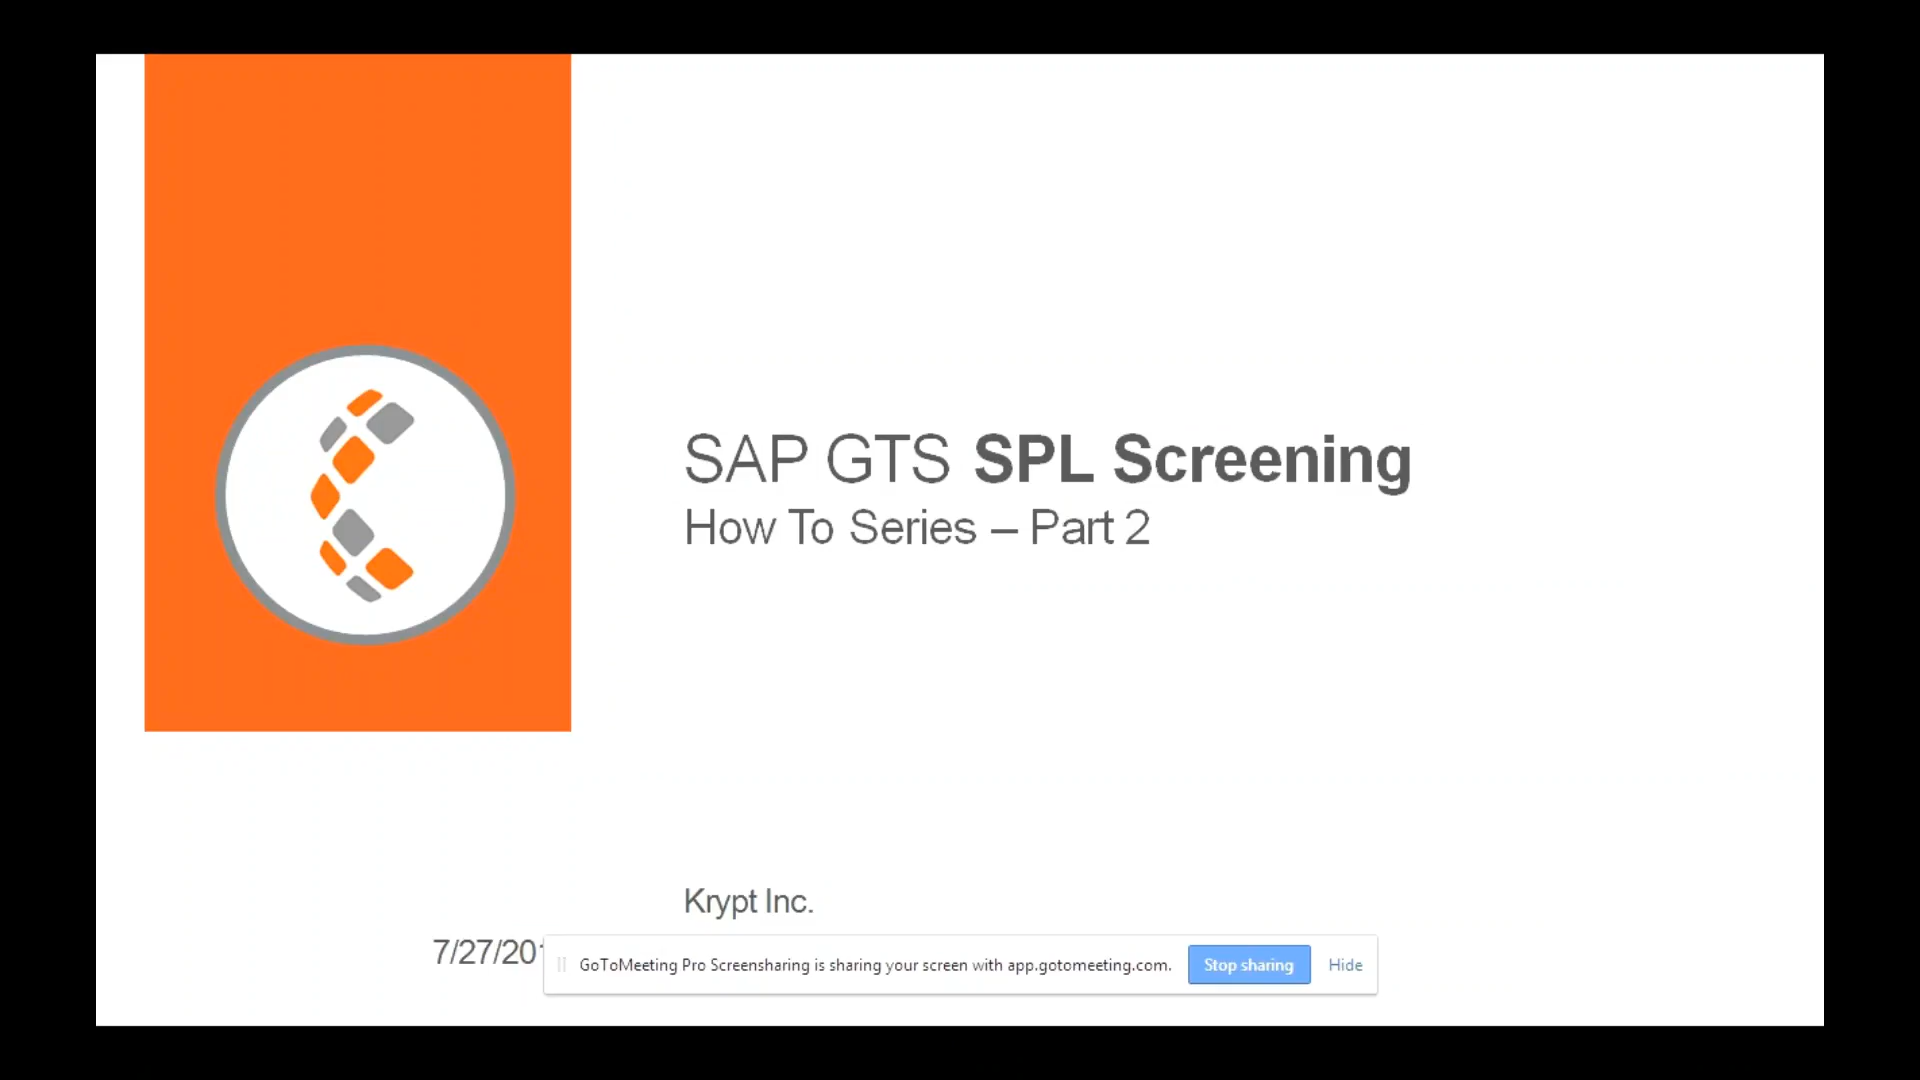 SAP GTS SPL Screening
How To Series – Part 2
Krypt Inc.
GoToMeeting Pro Screensharing is sharing your screen with app.gotomeeting.com. Stop sharing Hide